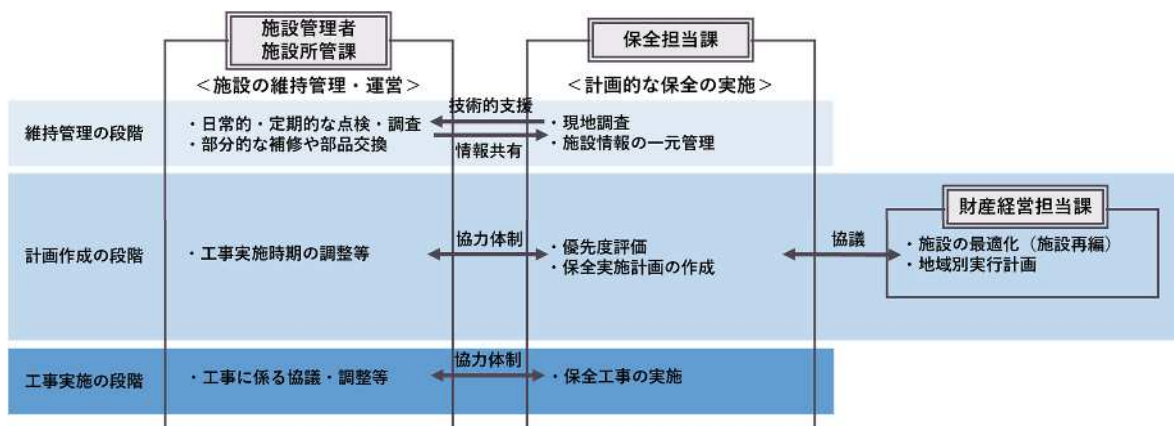 施設管理者
施設所管課
保全担当課
＜施設の維持管理・運営＞
＜計画的な保全の実施＞
維持管理の段階
・日常的・定期的な点検・調査
・部分的な補修や部品交換
技術的支援
情報共有
・現地調査
・施設情報の一元管理
財産経営担当課
計画作成の段階
・工事実施時期の調整等
協力体制
・優先度評価
・保全実施計画の作成
協議
・施設の最適化（施設再編）
・地域別実行計画
工事実施の段階
・工事に係る協議・調整等
協力体制
・保全工事の実施